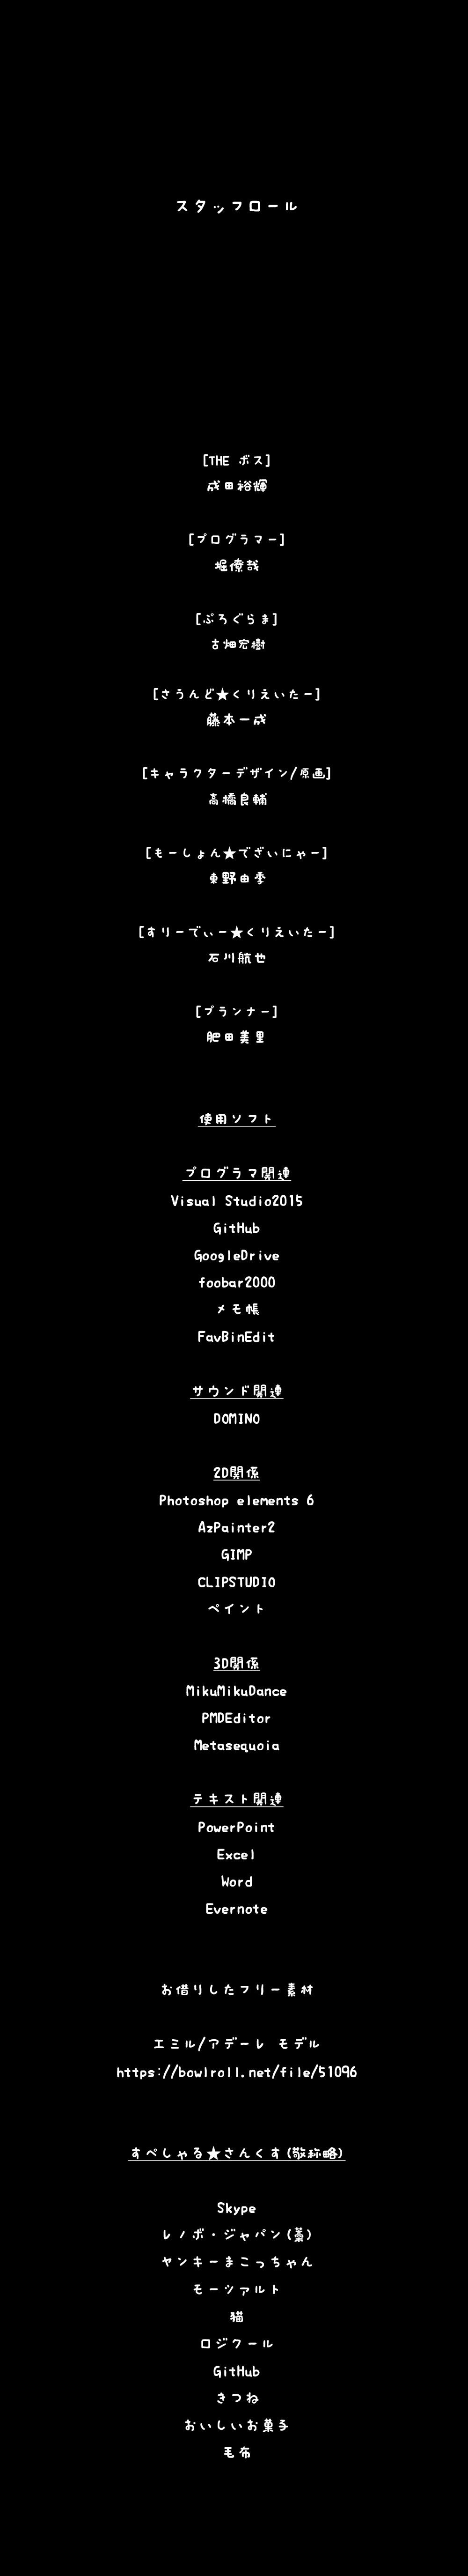 スタッフロール
[THE ボス]
成田裕輝
[プログラマー]
堀僚哉
[ぷろぐらま]
古畑宏樹
[さうんど★くりえいたー]
藤本一成
[キャラクターデザイン/原画]
高橋良輔
[もーしょん★でざいにゃー]
東野由季
[すりーでぃー★くりえいたー]
石川航也
[プランナー]
肥田美里
使用ソフト
プログラマ関連
Visual Studio2015
GitHub
GoogleDrive
foobar2000
メモ帳
FavBinEdit
サウンド関連
DOMINO
2D関係
Photoshop elements 6
AzPainter2
GIMP
CLIPSTUDIO
ペイント
3D関係
MikuMikuDance
PMDEditor
Metasequoia
テキスト関連
PowerPoint
Excel
Word
Evernote
お借りしたフリー素材
エミル/アデーレ モデル
https://bowlroll.net/file/51096
すぺしゃる★さんくす(敬称略)
Skype
レノボ・ジャパン(藁)
ヤンキーまこっちゃん
モーツァルト
猫
ロジクール
GitHub
きつね
おいしいお菓子
毛布